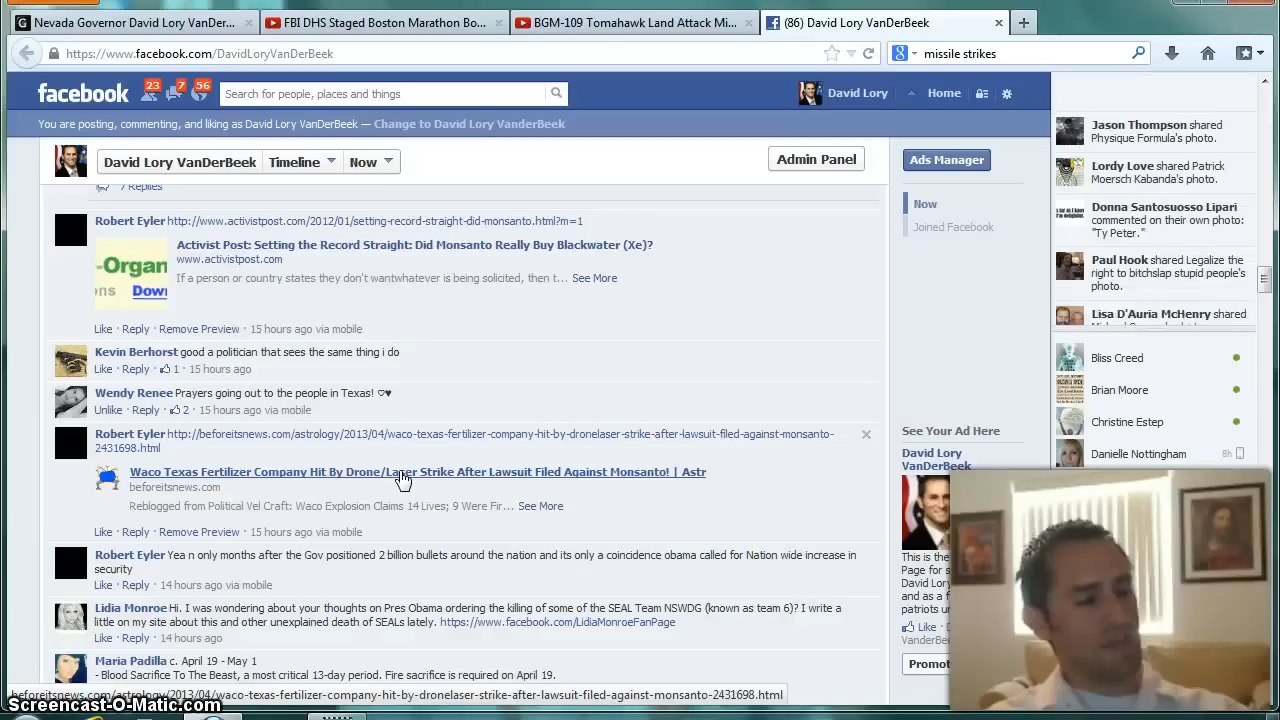 Nevada Governor David Lory VanDer...
FBI DHS Staged Boston Marathon Bo...
BGM-109 Tomahawk Land Attack Mi...
(86) David Lory VanDerBeek
https://www.facebook.com/DavidLoryVanDerBeek
missile strikes
facebook
23
7
56
Search for people, places and things
David Lory
Home
You are posting, commenting, and liking as David Lory VanDerBeek — Change to David Lory VanderBeek
David Lory VanDerBeek
Timeline
Now
Admin Panel
7 Replies
Robert Eyler http://www.activistpost.com/2012/01/setting-record-straight-did-monsanto.html?m=1
-Organ
ons Dow
Activist Post: Setting the Record Straight: Did Monsanto Really Buy Blackwater (Xe)?
www.activistpost.com
If a person or country states they don't wantwhatever is being solicited, then t... See More
Like · Reply · Remove Preview · 15 hours ago via mobile
Kevin Berhorst good a politician that sees the same thing i do
Like · Reply · 1 · 15 hours ago
Wendy Renee Prayers going out to the people in Texas ♡♥
Unlike · Reply · 2 · 15 hours ago via mobile
Robert Eyler http://beforeitsnews.com/astrology/2013/04/waco-texas-fertilizer-company-hit-by-dronelaser-strike-after-lawsuit-filed-against-monsanto-
2431698.html
Waco Texas Fertilizer Company Hit By Drone/Laser Strike After Lawsuit Filed Against Monsanto! | Astr
beforeitsnews.com
Reblogged from Political Vel Craft: Waco Explosion Claims 14 Lives; 9 Were Fir... See More
Like · Reply · Remove Preview · 15 hours ago via mobile
Robert Eyler Yea n only months after the Gov positioned 2 billion bullets around the nation and its only a coincidence obama called for Nation wide increase in
security
Like · Reply · 14 hours ago via mobile
Lidia Monroe Hi. I was wondering about your thoughts on Pres Obama ordering the killing of some of the SEAL Team NSWDG (known as team 6)? I write a
little on my site about this and other unexplained death of SEALs lately. https://www.facebook.com/LidiaMonroeFanPage
Like · Reply · 14 hours ago
Maria Padilla c. April 19 - May 1
- Blood Sacrifice To The Beast, a most critical 13-day period. Fire sacrifice is required on April 19.
beforeitsnews.com/astrology/2013/04/waco-texas-fertilizer-company-hit-by-dronelaser-strike-after-lawsuit-filed-against-monsanto-2431698.html
Screencast-O-Matic.com
Ads Manager
Now
Joined Facebook
See Your Ad Here
David Lory
VanDerBeek
This is the
Page for
David Lory
and as a f
patriots u
Like ·
VanDerBe
Promot
Jason Thompson shared
Physique Formula's photo.
Lordy Love shared Patrick
Moersch Kabanda's photo.
Donna Santosuosso Lipari
commented on their own photo:
"Ty Peter."
Paul Hook shared Legalize the
right to bitchslap stupid people's
photo.
Lisa D'Auria McHenry shared
Bliss Creed
Brian Moore
Christine Estep
Danielle Nottingham 8h